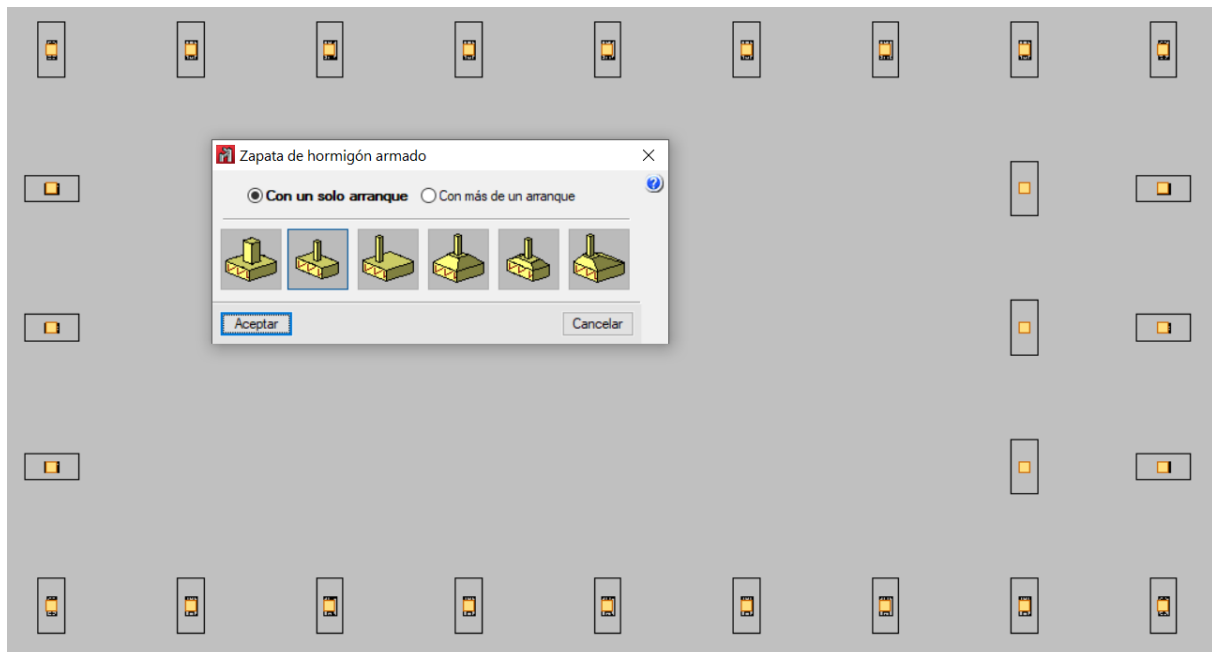 Zapata de hormigón armado
Con un solo arranque Con más de un arranque
Aceptar Cancelar